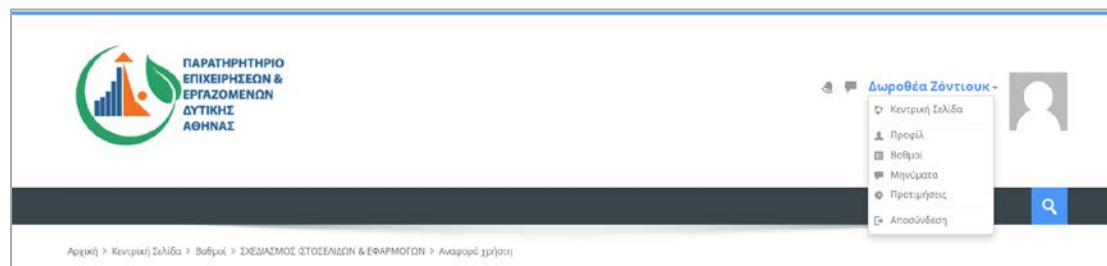 ΠΑΡΑΤΗΡΗΤΗΡΙΟ
ΕΠΙΧΕΙΡΗΣΕΩΝ &
ΕΡΓΑΖΟΜΕΝΩΝ
ΔΥΤΙΚΗΣ
ΑΘΗΝΑΣ
Δωροθέα Ζόντιουκ
Κεντρική Σελίδα
Προφίλ
Βαθμοί
Μηνύματα
Προτιμήσεις
Αποσύνδεση
Αρχική > Κεντρική Σελίδα > Βαθμοί > ΣΧΕΔΙΑΣΜΟΣ ΙΣΤΟΣΕΛΙΔΩΝ & ΕΦΑΡΜΟΓΩΝ > Αναφορά χρήστη